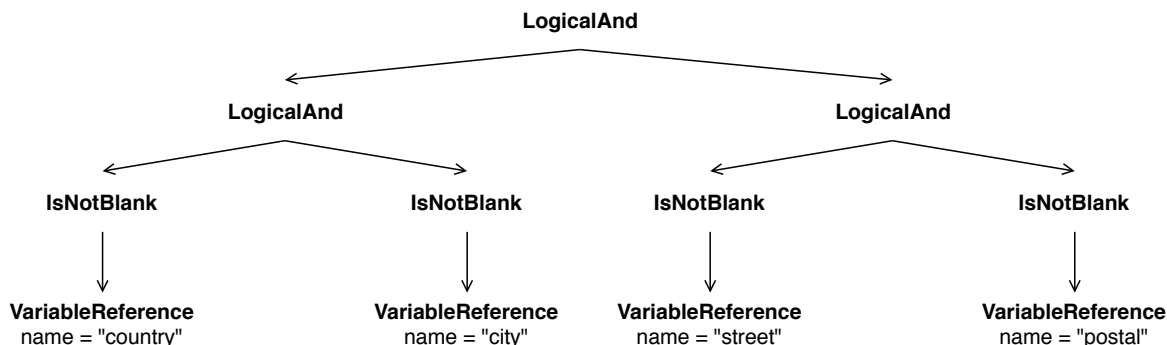 LogicalAnd
LogicalAnd LogicalAnd
IsNotBlank IsNotBlank IsNotBlank IsNotBlank
VariableReference VariableReference VariableReference VariableReference
name = "country" name = "city" name = "street" name = "postal"